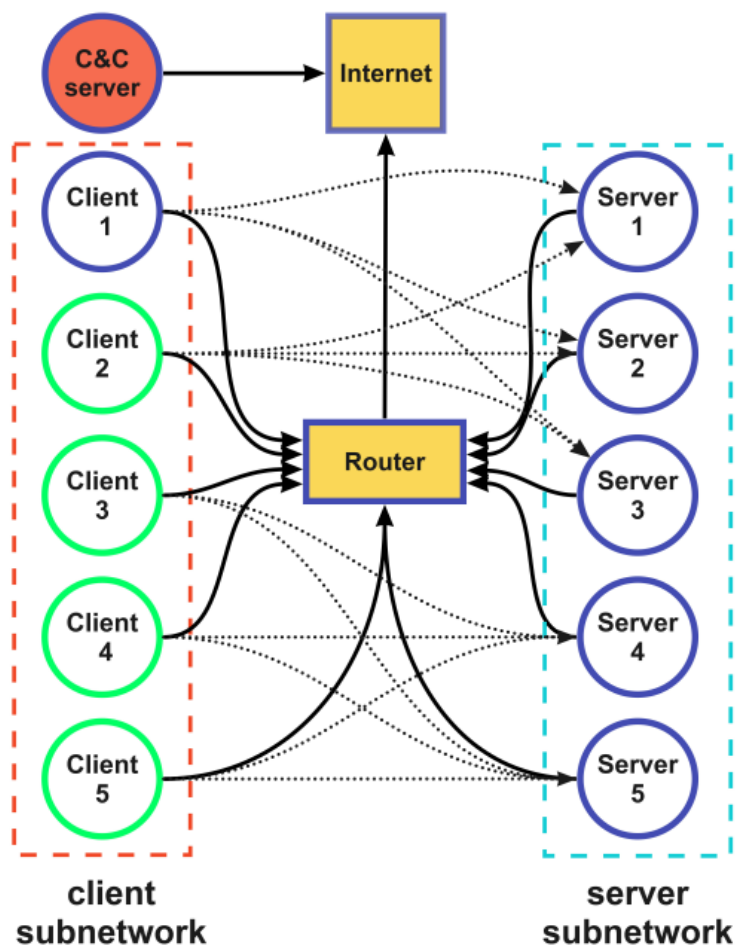 C&C
server
Internet
Client
1
Server
1
Client
2
Server
2
Router
Client
3
Server
3
Client
4
Server
4
Client
5
Server
5
client
subnetwork
server
subnetwork